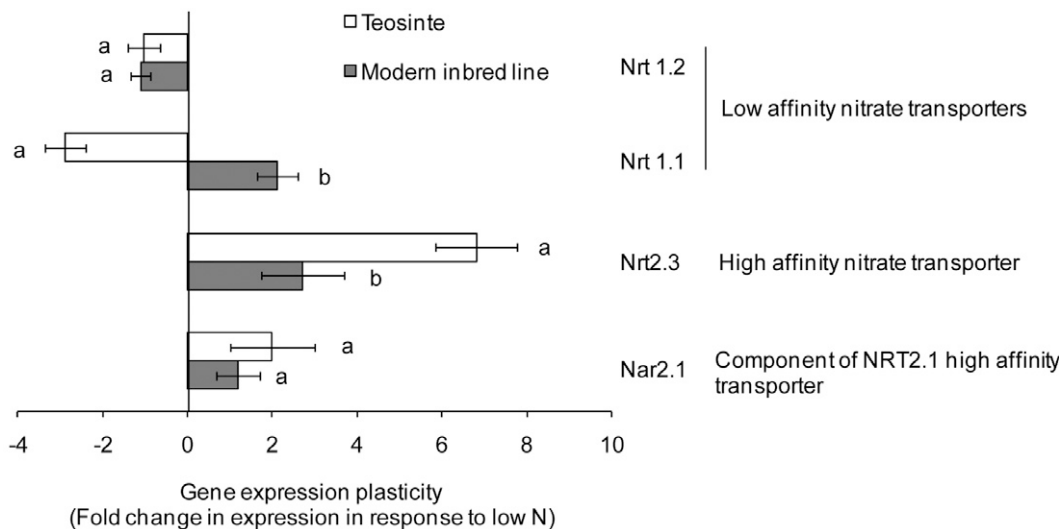 Teosinte
Modern inbred line
a
a
a
b
a
b
a
a
Nrt 1.2
Low affinity nitrate transporters
Nrt 1.1
Nrt2.3 High affinity nitrate transporter
Nar2.1 Component of NRT2.1 high affinity
transporter
-4 -2 0 2 4 6 8 10
Gene expression plasticity
(Fold change in expression in response to low N)